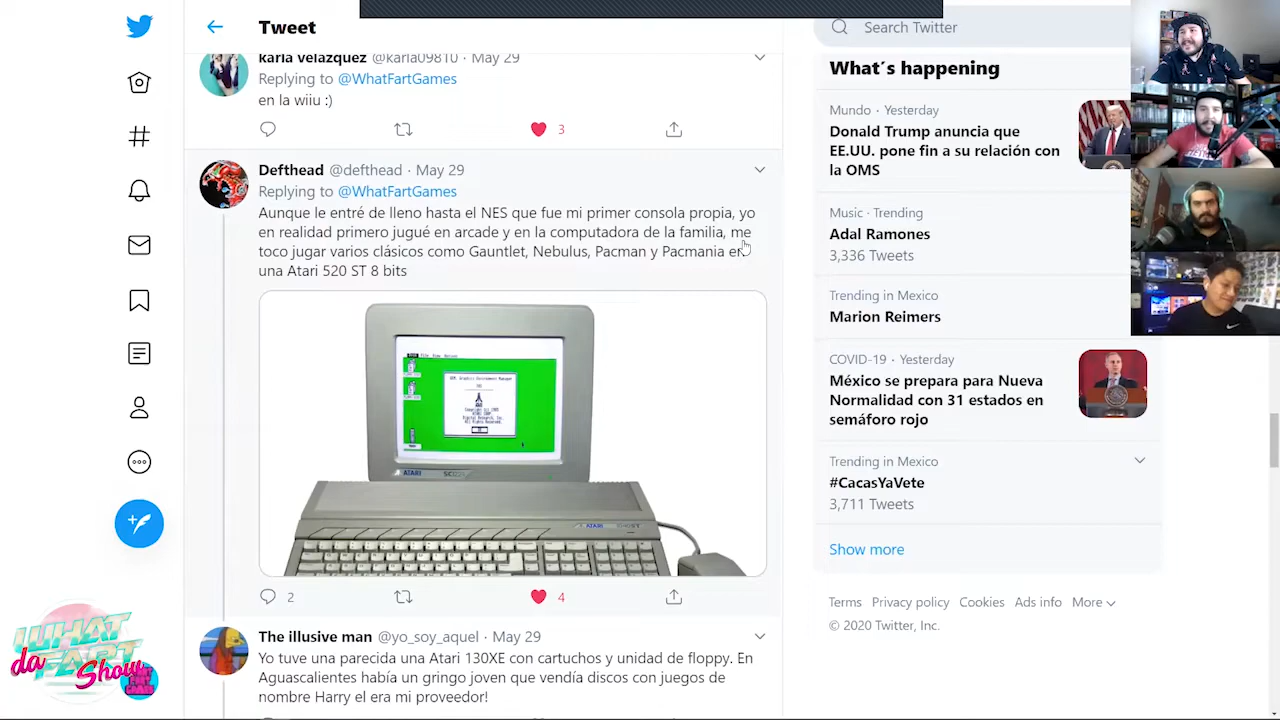 Tweet
Search Twitter
karla velazquez @karla09810 · May 29
Replying to @WhatFartGames
en la wiiu :)
3
Defthead @defthead · May 29
Replying to @WhatFartGames
Aunque le entré de lleno hasta el NES que fue mi primer consola propia, yo
en realidad primero jugué en arcade y en la computadora de la familia, me
toco jugar varios clásicos como Gauntlet, Nebulus, Pacman y Pacmania en
una Atari 520 ST 8 bits
ATARI
ATARI
2
4
The illusive man @yo_soy_aquel · May 29
Yo tuve una parecida una Atari 130XE con cartuchos y unidad de floppy. En
Aguascalientes había un gringo joven que vendía discos con juegos de
nombre Harry el era mi proveedor!
What´s happening
Mundo · Yesterday
Donald Trump anuncia que
EE.UU. pone fin a su relación con
la OMS
Music · Trending
Adal Ramones
3,336 Tweets
Trending in Mexico
Marion Reimers
COVID-19 · Yesterday
México se prepara para Nueva
Normalidad con 31 estados en
semáforo rojo
Trending in Mexico
#CacasYaVete
3,711 Tweets
Show more
Terms Privacy policy Cookies Ads info More
© 2020 Twitter, Inc.
WHAT
da FART
Show